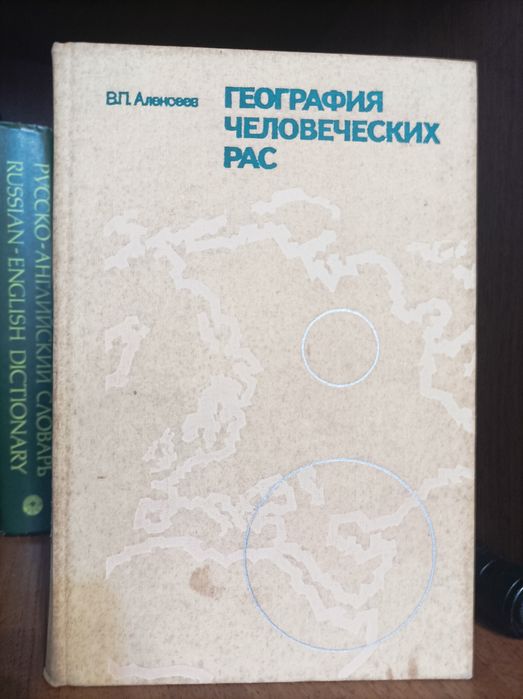 В.П. Алексеев
ГЕОГРАФИЯ
ЧЕЛОВЕЧЕСКИХ
РАС
РУССКО-АНГЛИЙСКИЙ СЛОВАРЬ
RUSSIAN-ENGLISH DICTIONARY